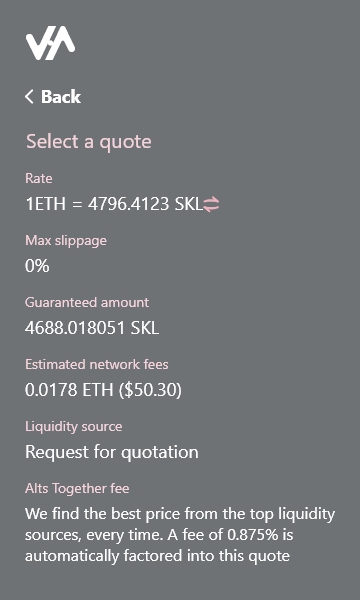 Back
Select a quote
Rate
1ETH = 4796.4123 SKL
Max slippage
0%
Guaranteed amount
4688.018051 SKL
Estimated network fees
0.0178 ETH ($50.30)
Liquidity source
Request for quotation
Alts Together fee
We find the best price from the top liquidity
sources, every time. A fee of 0.875% is
automatically factored into this quote